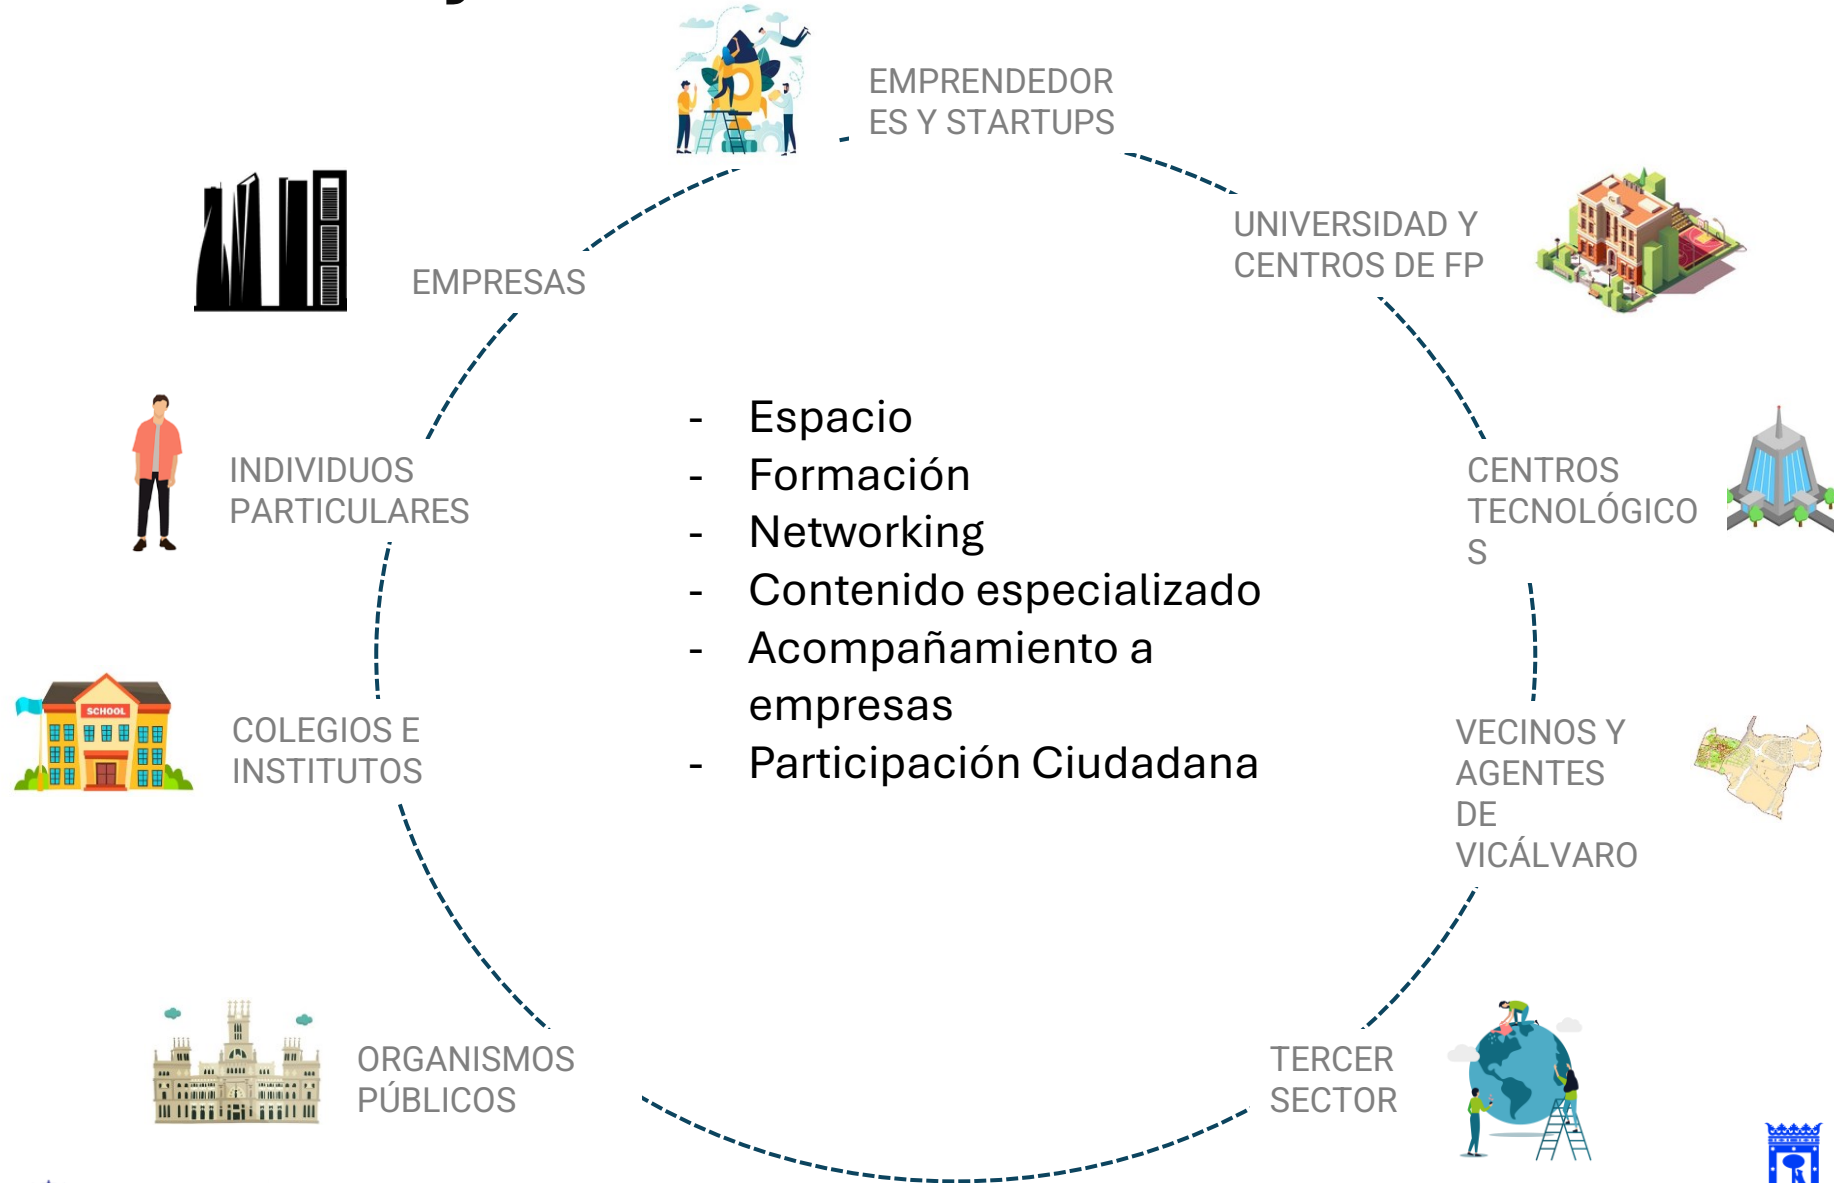 EMPRENDEDOR
ES Y STARTUPS
UNIVERSIDAD Y
CENTROS DE FP
EMPRESAS
- Espacio
- Formación
- Networking
- Contenido especializado
- Acompañamiento a
empresas
- Participación Ciudadana
INDIVIDUOS
PARTICULARES
CENTROS
TECNOLÓGICO
S
SCHOOL
COLEGIOS E
INSTITUTOS
VECINOS Y
AGENTES
DE
VICÁLVARO
ORGANISMOS
PÚBLICOS
TERCER
SECTOR